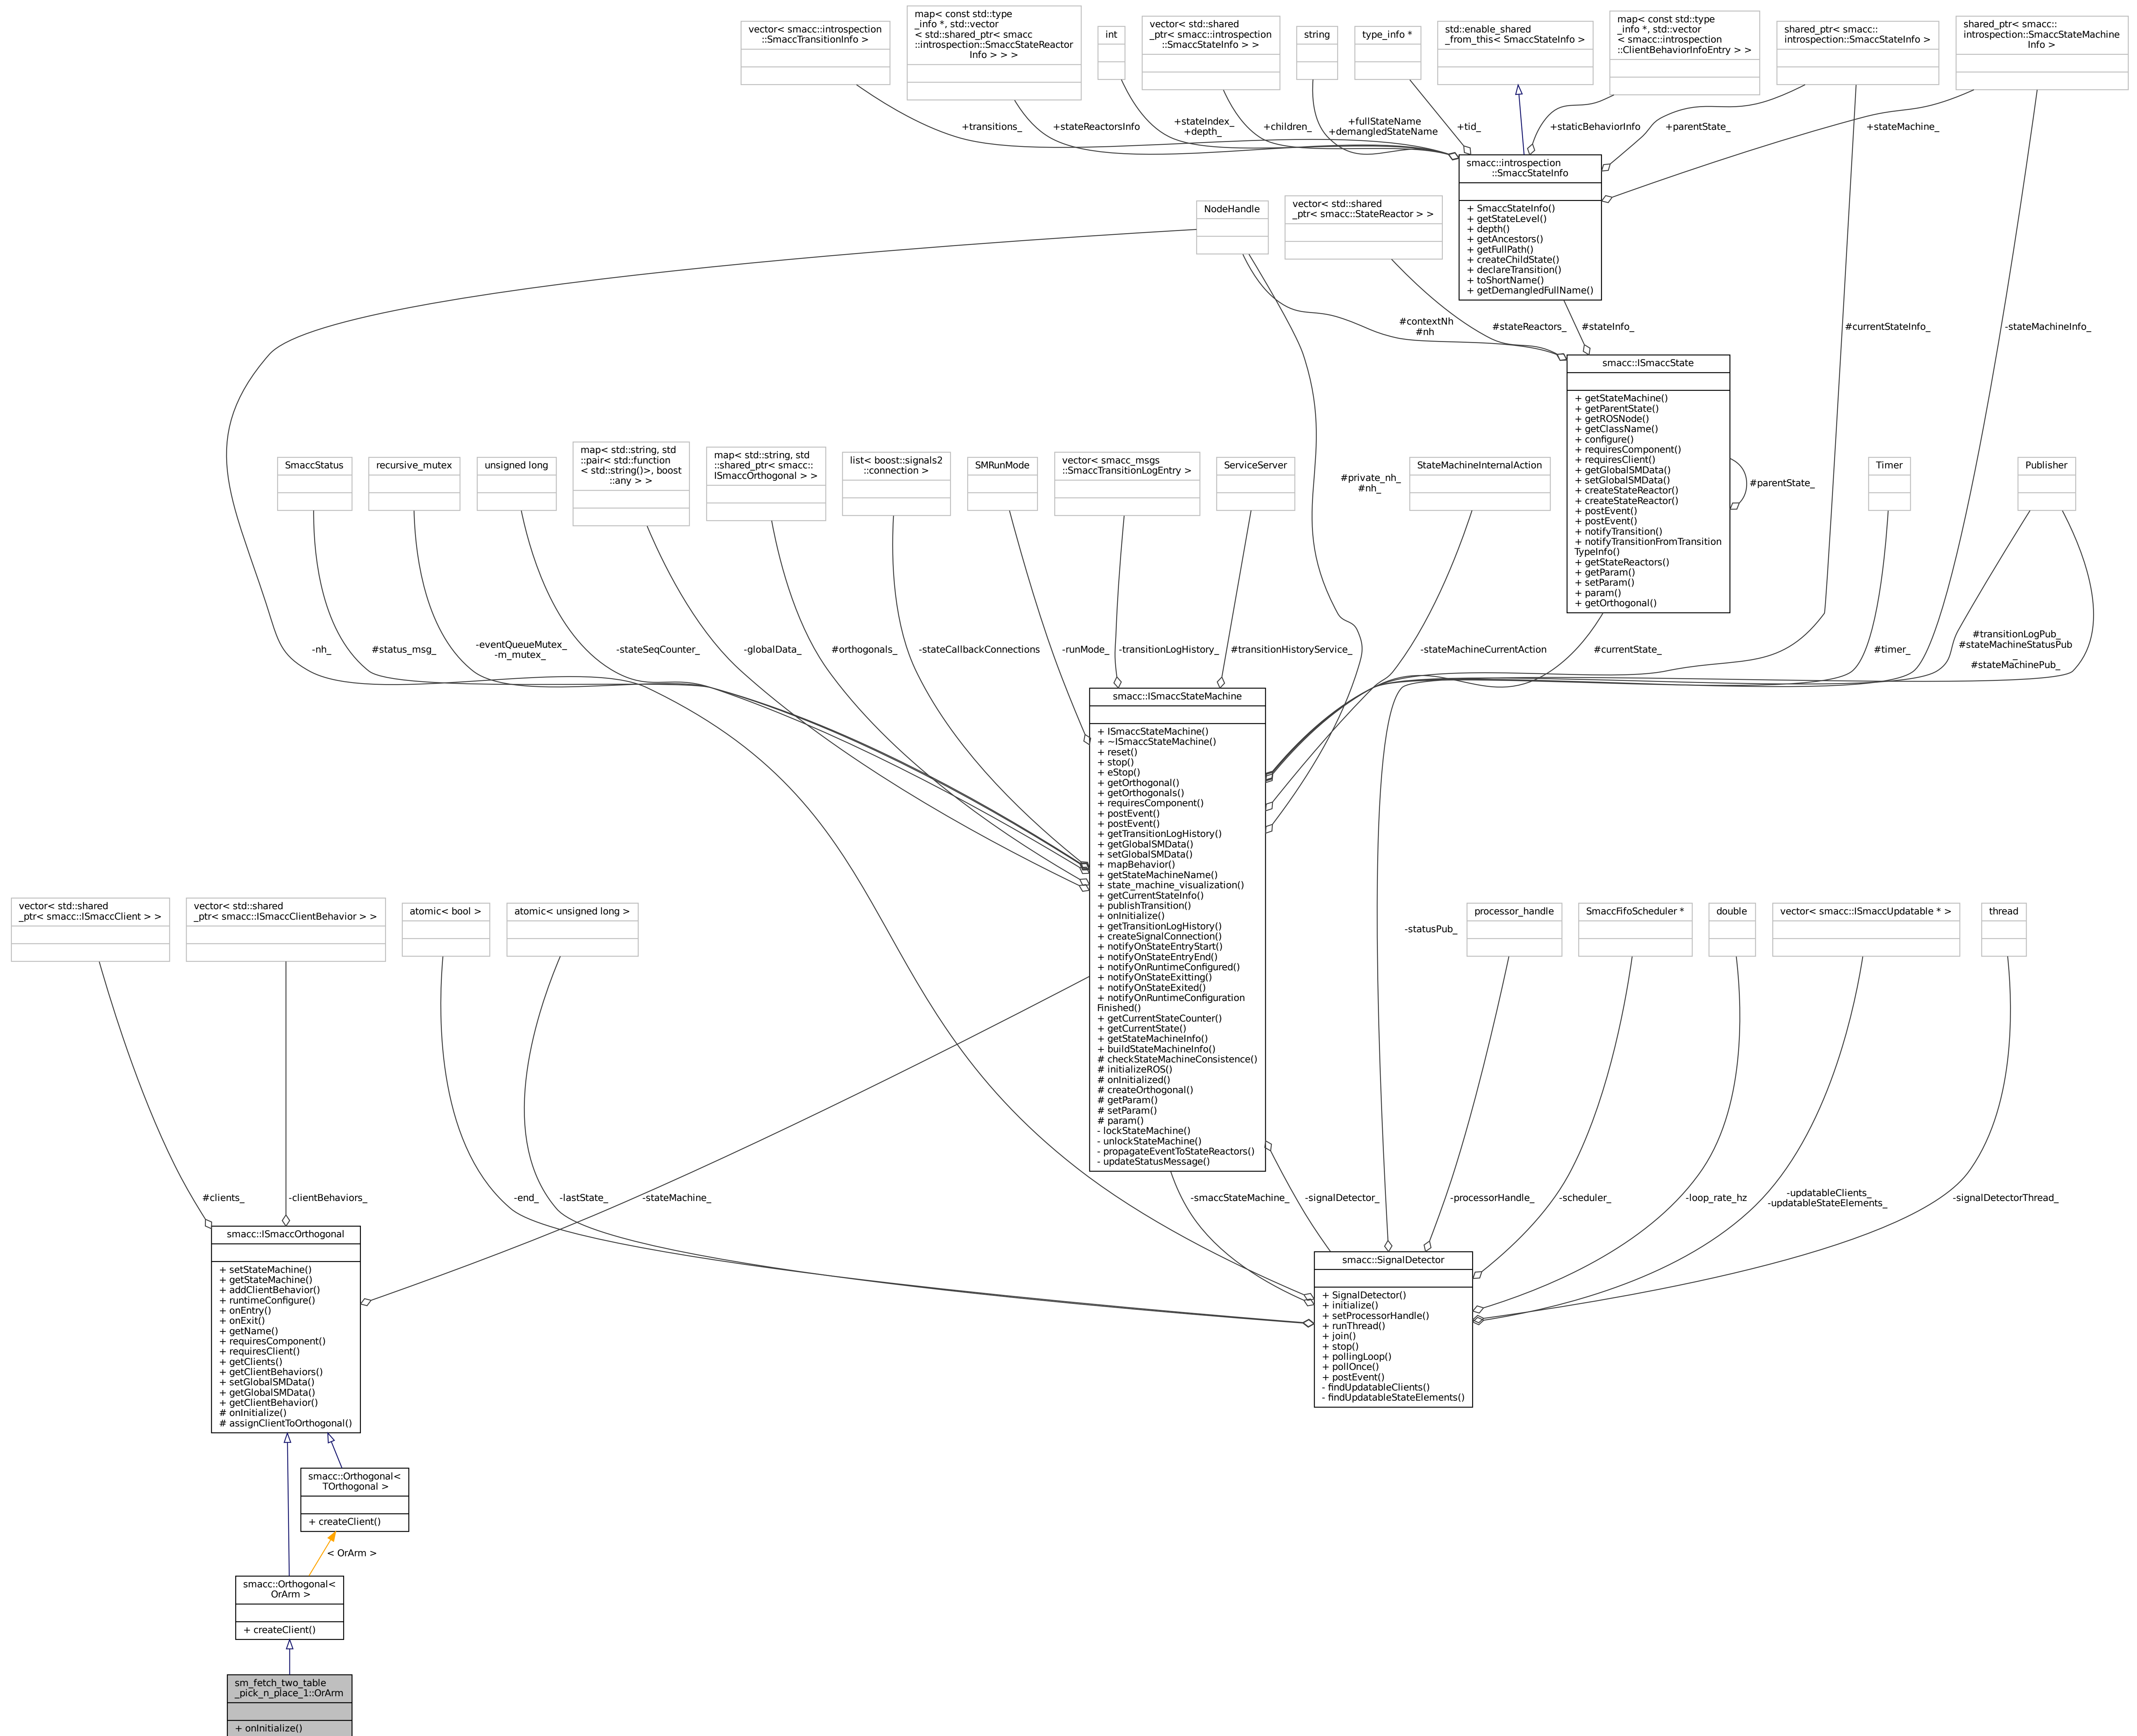 vector< smacc::introspection
::SmaccTransitionInfo >
map< const std::type
_info *, std::vector
< std::shared_ptr< smacc
::introspection::SmaccStateReactor
Info > > >
int
vector< std::shared
_ptr< smacc::introspection
::SmaccStateInfo > >
string
type_info *
std::enable_shared
_from_this< SmaccStateInfo >
map< const std::type
_info *, std::vector
< smacc::introspection
::ClientBehaviorInfoEntry > >
shared_ptr< smacc::
introspection::SmaccStateInfo >
shared_ptr< smacc::
introspection::SmaccStateMachine
Info >
+transitions_
+stateReactorsInfo
+stateIndex_
+depth_
+children_
+fullStateName
+demangledStateName
+tid_
+staticBehaviorInfo
+parentState_
+stateMachine_
smacc::introspection
::SmaccStateInfo
+ SmaccStateInfo()
+ getStateLevel()
+ depth()
+ getAncestors()
+ getFullPath()
+ createChildState()
+ declareTransition()
+ toShortName()
+ getDemangledFullName()
NodeHandle
vector< std::shared
_ptr< smacc::StateReactor > >
#contextNh
#nh
#stateReactors_
#stateInfo_
#currentStateInfo_
-stateMachineInfo_
smacc::ISmaccState
+ getStateMachine()
+ getParentState()
+ getROSNode()
+ getClassName()
+ configure()
+ requiresComponent()
+ requiresClient()
+ getGlobalSMData()
+ setGlobalSMData()
+ createStateReactor()
+ createStateReactor()
+ postEvent()
+ postEvent()
+ notifyTransition()
+ notifyTransitionFromTransition
TypeInfo()
+ getStateReactors()
+ getParam()
+ setParam()
+ param()
+ getOrthogonal()
#parentState_
SmaccStatus
recursive_mutex
unsigned long
map< std::string, std
::pair< std::function
< std::string()>, boost
::any > >
map< std::string, std
::shared_ptr< smacc::
ISmaccOrthogonal > >
list< boost::signals2
::connection >
SMRunMode
vector< smacc_msgs
::SmaccTransitionLogEntry >
ServiceServer
#private_nh_
#nh_
StateMachineInternalAction
Timer
Publisher
-nh_
#status_msg_
-eventQueueMutex_
-m_mutex_
-stateSeqCounter_
-globalData_
#orthogonals_
-stateCallbackConnections
-runMode_
-transitionLogHistory_
#transitionHistoryService_
-stateMachineCurrentAction
#currentState_
#timer_
#transitionLogPub_
#stateMachineStatusPub
_
#stateMachinePub_
smacc::ISmaccStateMachine
+ ISmaccStateMachine()
+ ~ISmaccStateMachine()
+ reset()
+ stop()
+ eStop()
+ getOrthogonal()
+ getOrthogonals()
+ requiresComponent()
+ postEvent()
+ postEvent()
+ getTransitionLogHistory()
+ getGlobalSMData()
+ setGlobalSMData()
+ mapBehavior()
+ getStateMachineName()
+ state_machine_visualization()
+ getCurrentStateInfo()
+ publishTransition()
+ onInitialize()
+ getTransitionLogHistory()
+ createSignalConnection()
+ notifyOnStateEntryStart()
+ notifyOnStateEntryEnd()
+ notifyOnRuntimeConfigured()
+ notifyOnStateExitting()
+ notifyOnStateExited()
+ notifyOnRuntimeConfiguration
Finished()
+ getCurrentStateCounter()
+ getCurrentState()
+ getStateMachineInfo()
+ buildStateMachineInfo()
# checkStateMachineConsistence()
# initializeROS()
# onInitialized()
# createOrthogonal()
# getParam()
# setParam()
# param()
- lockStateMachine()
- unlockStateMachine()
- propagateEventToStateReactors()
- updateStatusMessage()
vector< std::shared
_ptr< smacc::ISmaccClient > >
vector< std::shared
_ptr< smacc::ISmaccClientBehavior > >
atomic< bool >
atomic< unsigned long >
-statusPub_
processor_handle
SmaccFifoScheduler *
double
vector< smacc::ISmaccUpdatable * >
thread
#clients_
-clientBehaviors_
-end_
-lastState_
-stateMachine_
-smaccStateMachine_
-signalDetector_
-processorHandle_
-scheduler_
-loop_rate_hz
-updatableClients_
-updatableStateElements_
-signalDetectorThread_
smacc::ISmaccOrthogonal
+ setStateMachine()
+ getStateMachine()
+ addClientBehavior()
+ runtimeConfigure()
+ onEntry()
+ onExit()
+ getName()
+ requiresComponent()
+ requiresClient()
+ getClients()
+ getClientBehaviors()
+ setGlobalSMData()
+ getGlobalSMData()
+ getClientBehavior()
# onInitialize()
# assignClientToOrthogonal()
smacc::SignalDetector
+ SignalDetector()
+ initialize()
+ setProcessorHandle()
+ runThread()
+ join()
+ stop()
+ pollingLoop()
+ pollOnce()
+ postEvent()
- findUpdatableClients()
- findUpdatableStateElements()
smacc::Orthogonal<
TOrthogonal >
+ createClient()
< OrArm >
smacc::Orthogonal<
OrArm >
+ createClient()
sm_fetch_two_table
_pick_n_place_1::OrArm
+ onInitialize()